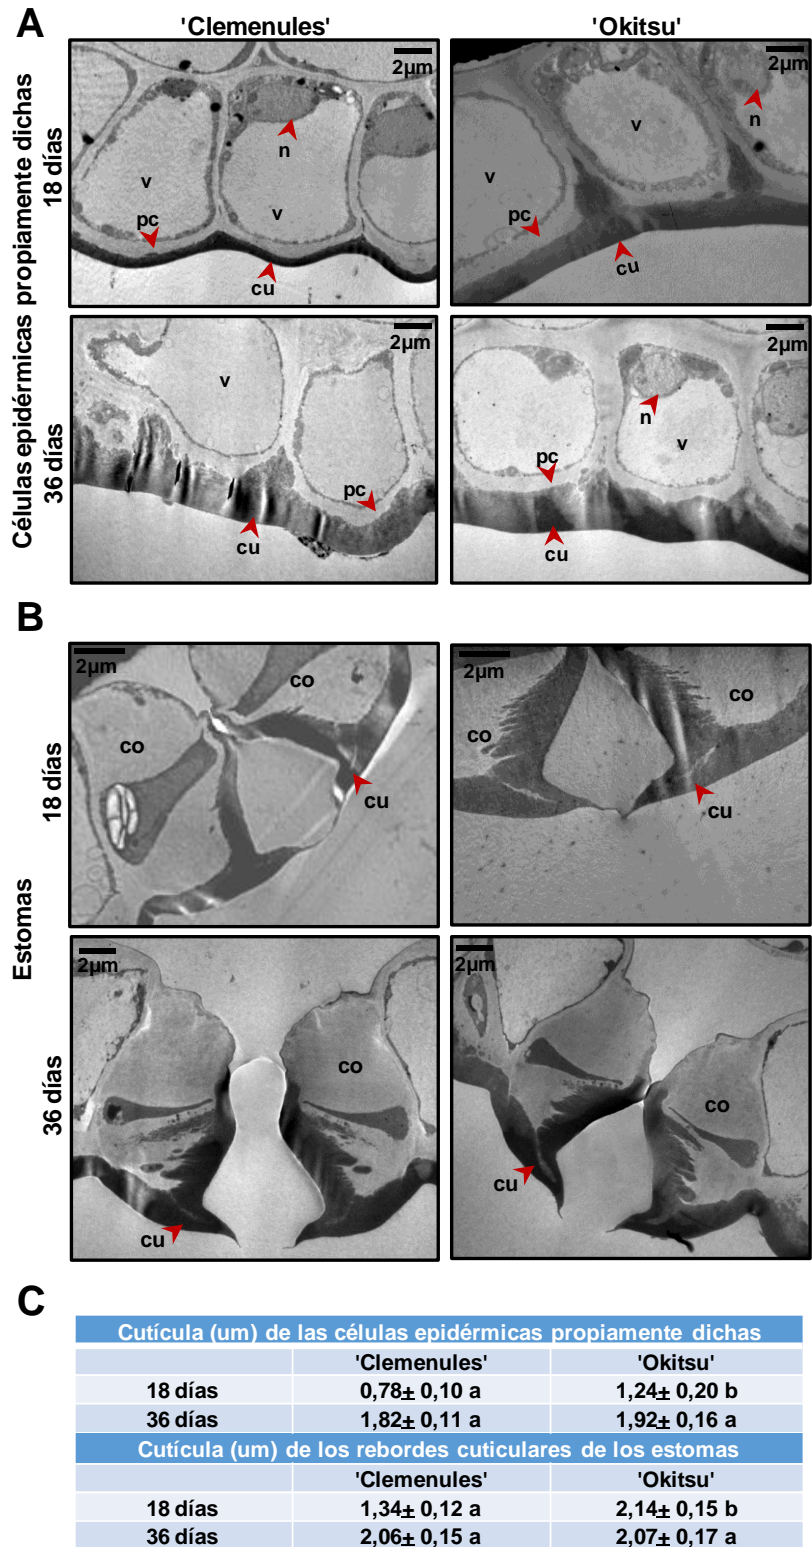 A
'Clemenules' 'Okitsu'
Células epidérmicas propiamente dichas
18 días
2µm
v
n
v
pc
cu
2µm
n
v
v
pc
cu
36 días
2µm
v
pc
cu
2µm
n
v
pc
cu
B
Estomas
18 días
2µm
co
co
cu
2µm
co
co
cu
36 días
2µm
co
cu
2µm
co
cu
C
Cutícula (um) de las células epidérmicas propiamente dichas
'Clemenules' 'Okitsu'
18 días 0,78± 0,10 a 1,24± 0,20 b
36 días 1,82± 0,11 a 1,92± 0,16 a
Cutícula (um) de los rebordes cuticulares de los estomas
'Clemenules' 'Okitsu'
18 días 1,34± 0,12 a 2,14± 0,15 b
36 días 2,06± 0,15 a 2,07± 0,17 a